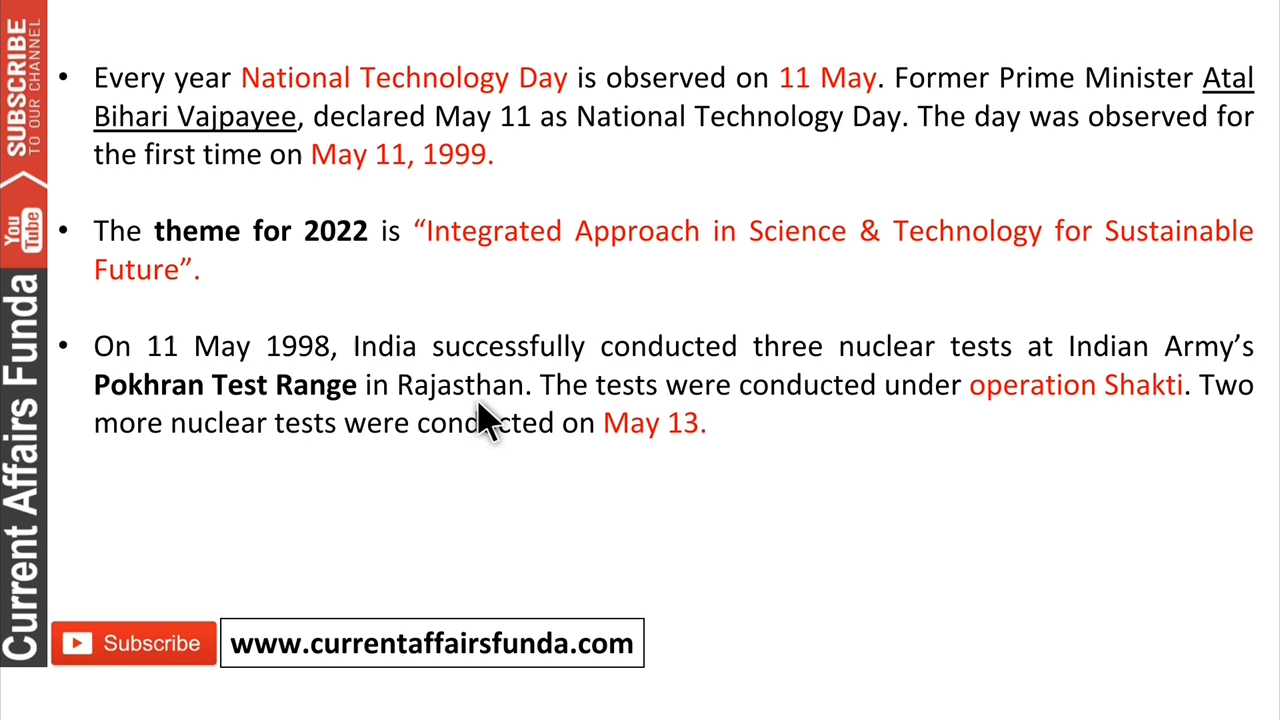 SUBSCRIBE
TO OUR CHANNEL
You
Tube
Current Affairs Funda
• Every year National Technology Day is observed on 11 May. Former Prime Minister Atal
Bihari Vajpayee, declared May 11 as National Technology Day. The day was observed for
the first time on May 11, 1999.
• The theme for 2022 is “Integrated Approach in Science & Technology for Sustainable
Future”.
• On 11 May 1998, India successfully conducted three nuclear tests at Indian Army’s
Pokhran Test Range in Rajasthan. The tests were conducted under operation Shakti. Two
more nuclear tests were conducted on May 13.
Subscribe
www.currentaffairsfunda.com